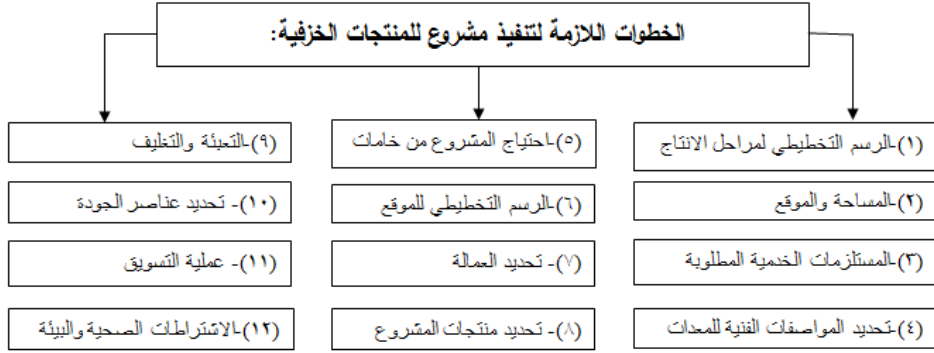 الخطوات اللازمة لتنفيذ مشروع للمنتجات الخزفية:
(١)-الرسم التخطيطي لمراحل الانتاج
(٢)-المساحة والموقع
(٣)-المستلزمات الخدمية المطلوبة
(٤)-تحديد المواصفات الفنية للمعدات
(٥)-احتياج المشروع من خامات
(٦)-الرسم التخطيطي للموقع
(٧)- تحديد العمالة
(٨)- تحديد منتجات المشروع
(٩)-التعبئة والتغليف
(١٠)- تحديد عناصر الجودة
(١١)- عملية التسويق
(١٢)-الاشتراطات الصحية والبيئة